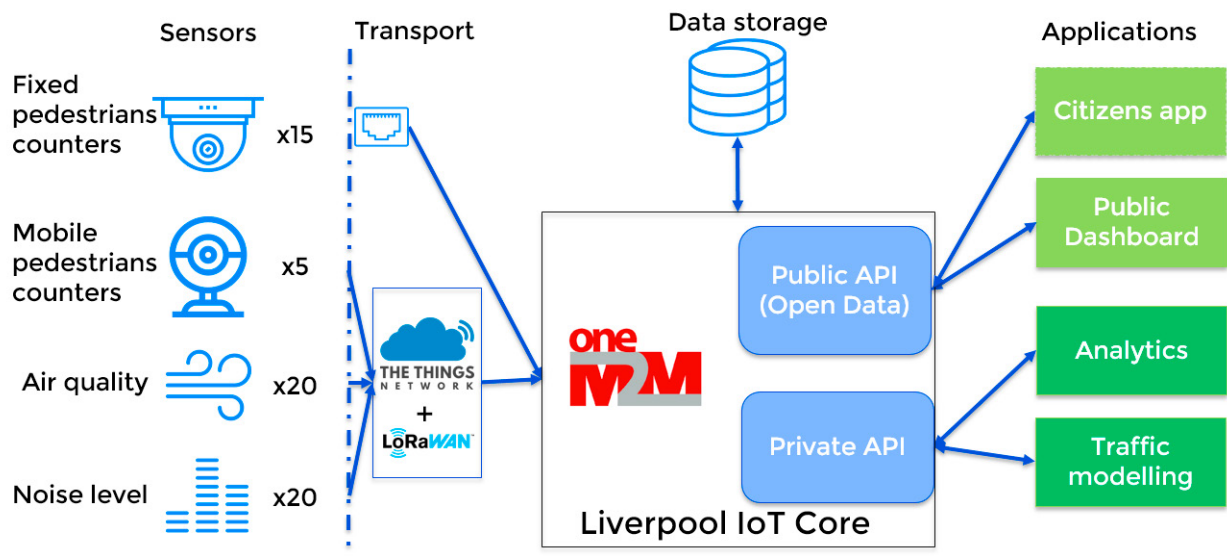 Sensors
Transport
Data storage
Applications
Fixed
pedestrians
counters
x15
Mobile
pedestrians
counters
x5
Air quality
x20
Noise level
x20
THE THINGS
NETWORK
+
LoRaWAN™
one
M2M
Public API
(Open Data)
Private API
Liverpool IoT Core
Citizens app
Public
Dashboard
Analytics
Traffic
modelling